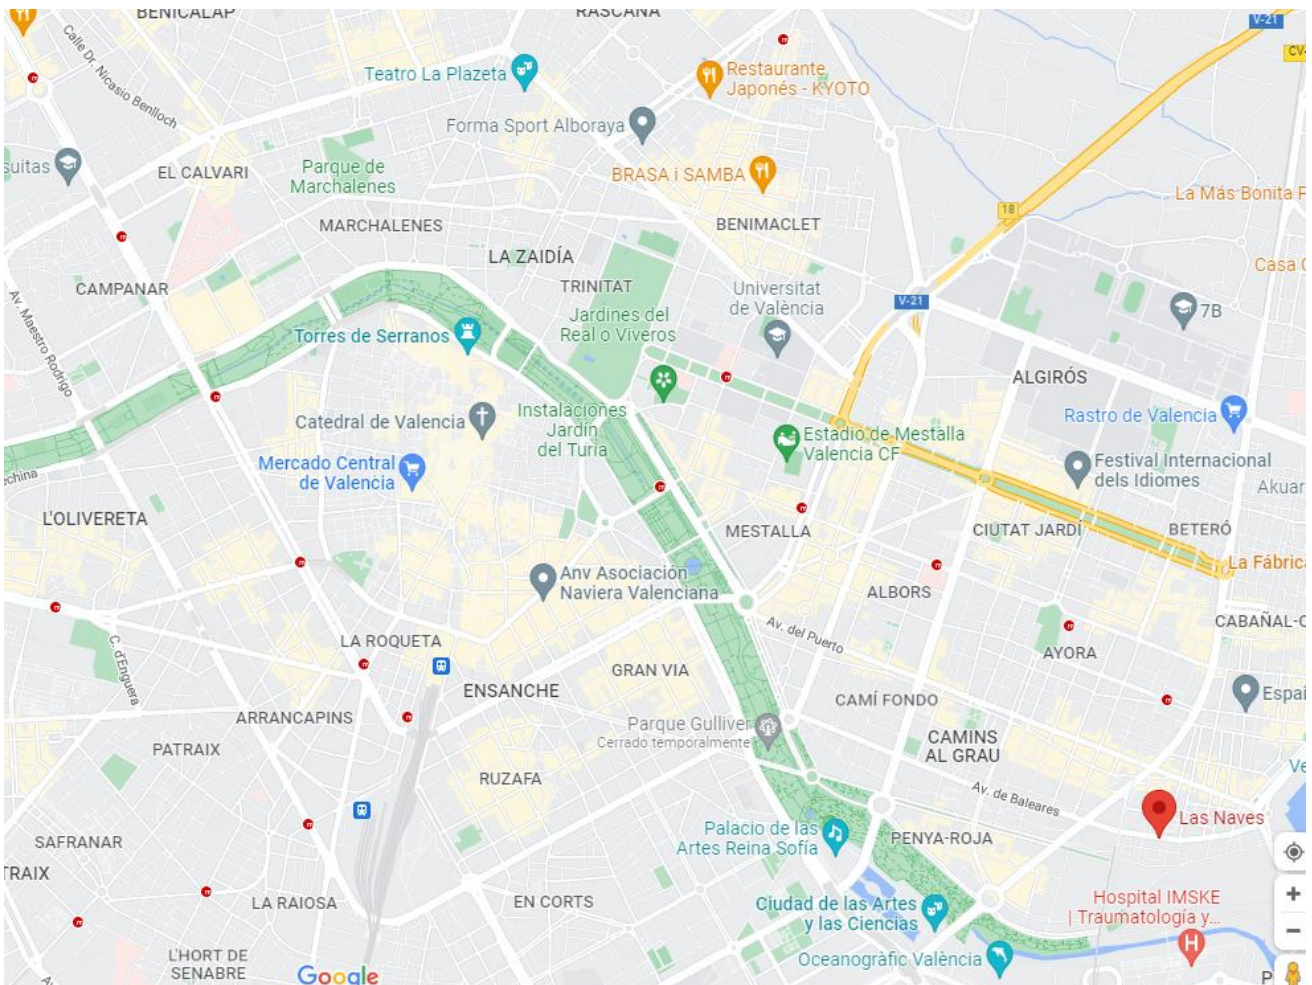 BENICALAP
RASCANA
V-21
CV-
Calle Dr. Nicasio Benlloch
Teatro La Plazeta
Restaurante
Japonés - KYOTO
Forma Sport Alboraya
suitas
EL CALVARI
Parque de
Marchalenes
BRASA i SAMBA
La Más Bonita P
18
MARCHALENES
BENIMACLET
LA ZAIDÍA
Casa
CAMPANAR
TRINITAT
Universitat
de València
V-21
7B
Av. Maestro Rodrigo
Torres de Serranos
Jardines del
Real o Viveros
ALGIRÓS
Catedral de Valencia
Instalaciones
Jardín
del Turia
Rastro de Valencia
Estadio de Mestalla
Valencia CF
Mercado Central
de Valencia
Festival Internacional
dels Idiomes
echina
Akuar
L'OLIVERETA
MESTALLA
CIUTAT JARDÍ
BETERÓ
Anv Asociación
Naviera Valenciana
La Fábrica
ALBORS
CABAÑAL-C
C. d'Enguera
LA ROQUETA
Av. del Puerto
AYORA
GRAN VIA
ENSANCHE
CAMÍ FONDO
Espai
ARRANCAPINS
Parque Gulliver
Cerrado temporalmente
CAMINS
AL GRAU
PATRAIX
RUZAFA
Ve
Av. de Baleares
Las Naves
SAFRANAR
Palacio de las
Artes Reina Sofía
PENYA-ROJA
TRAIX
LA RAIOSA
EN CORTS
Ciudad de las Artes
y las Ciencias
Hospital IMSKE
| Traumatología y...
H
L'HORT DE
SENABRE
Oceanogràfic València
Google
P